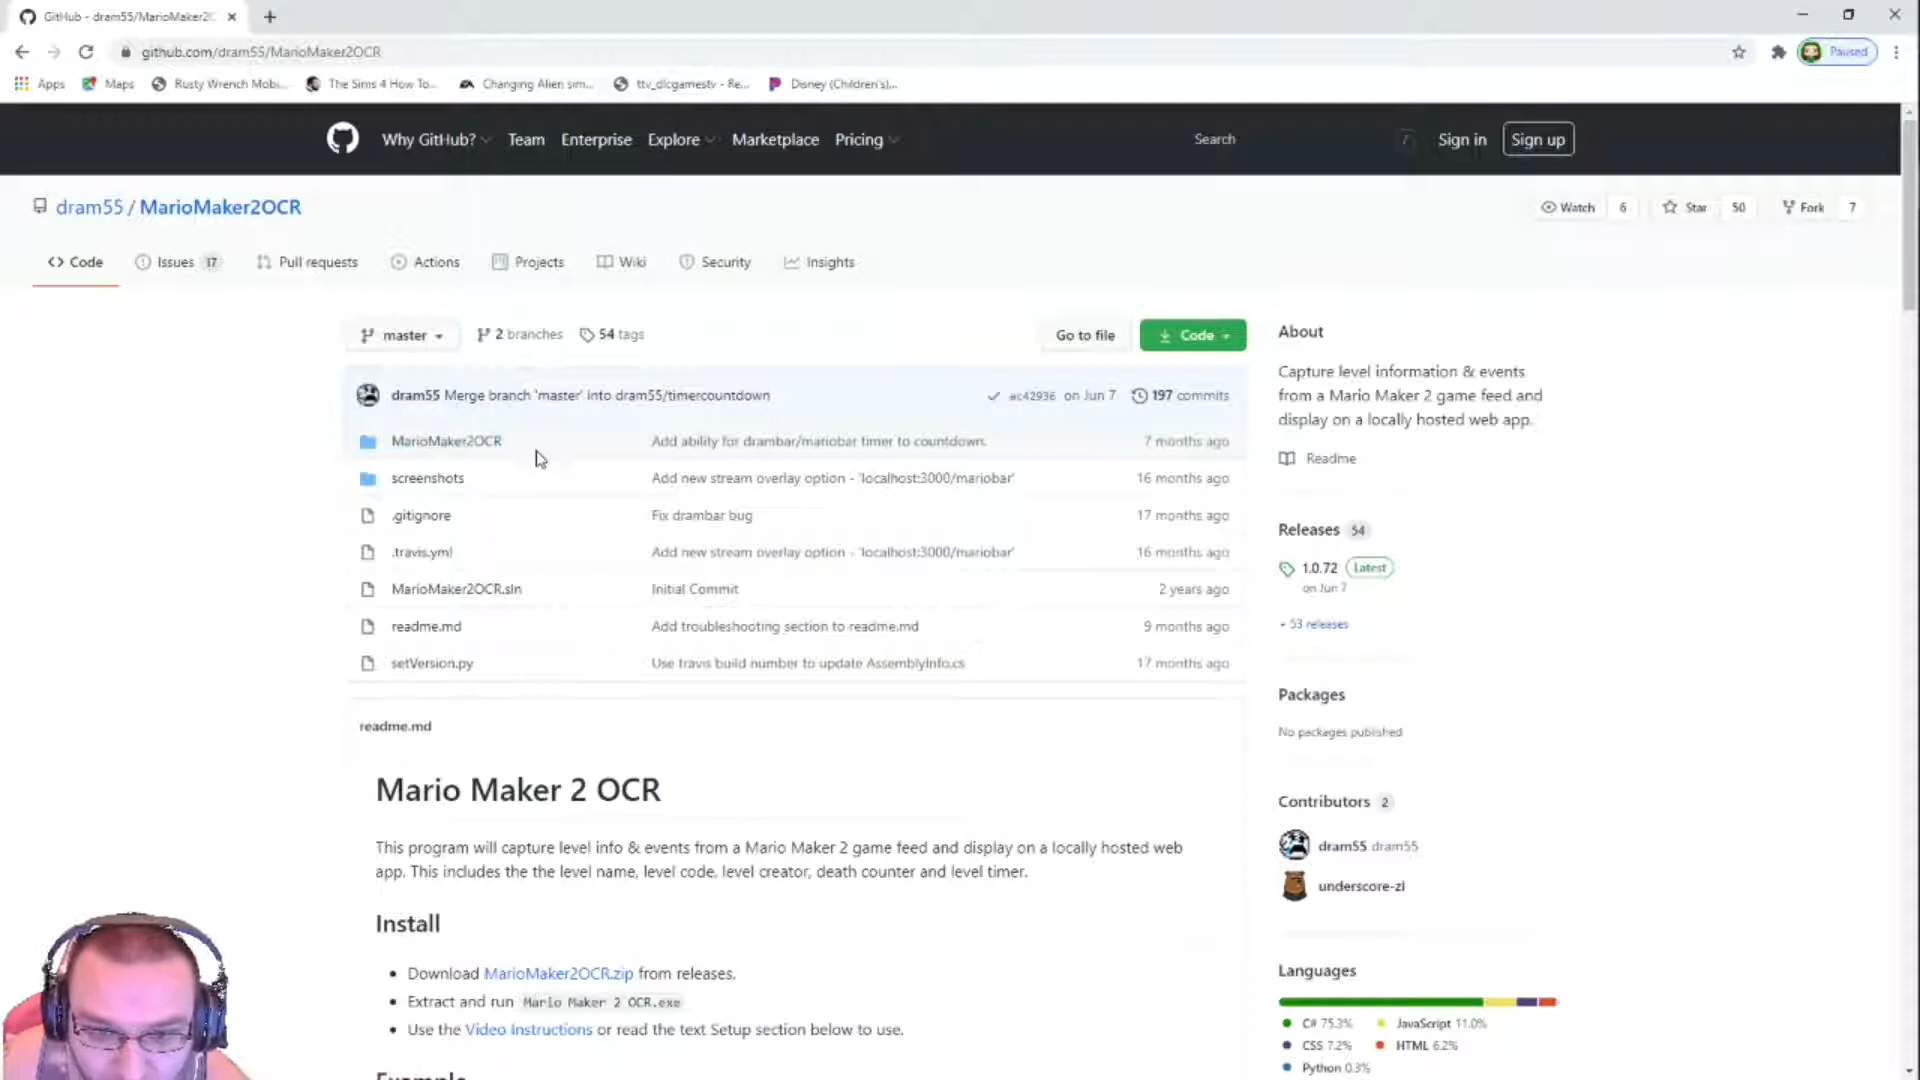 GitHub - dram55/MarioMaker2O
github.com/dram55/MarioMaker2OCR
Paused
Apps Maps Rusty Wrench Mobi... The Sims 4 How To... Changing Alien sim... ttv_dlcgamestv - Re... Disney (Children's)...
Why GitHub? Team Enterprise Explore Marketplace Pricing Search / Sign in Sign up
dram55 / MarioMaker2OCR Watch 6 Star 50 Fork 7
<> Code Issues 17 Pull requests Actions Projects Wiki Security Insights
master 2 branches 54 tags Go to file Code
dram55 Merge branch 'master' into dram55/timercountdown ac42936 on Jun 7 197 commits
MarioMaker2OCR Add ability for drambar/mariobar timer to countdown. 7 months ago
screenshots Add new stream overlay option - 'localhost:3000/mariobar' 16 months ago
.gitignore Fix drambar bug 17 months ago
.travis.yml Add new stream overlay option - 'localhost:3000/mariobar' 16 months ago
MarioMaker2OCR.sln Initial Commit 2 years ago
readme.md Add troubleshooting section to readme.md 9 months ago
setVersion.py Use travis build number to update AssemblyInfo.cs 17 months ago
readme.md
Mario Maker 2 OCR
This program will capture level info & events from a Mario Maker 2 game feed and display on a locally hosted web
app. This includes the the level name, level code, level creator, death counter and level timer.
Install
• Download MarioMaker2OCR.zip from releases.
• Extract and run Mario Maker 2 OCR.exe
• Use the Video Instructions or read the text Setup section below to use.
Example
About
Capture level information & events
from a Mario Maker 2 game feed and
display on a locally hosted web app.
Readme
Releases 54
1.0.72 Latest
on Jun 7
+ 53 releases
Packages
No packages published
Contributors 2
dram55 dram55
underscore-zi
Languages
C# 75.3% JavaScript 11.0%
CSS 7.2% HTML 6.2%
Python 0.3%